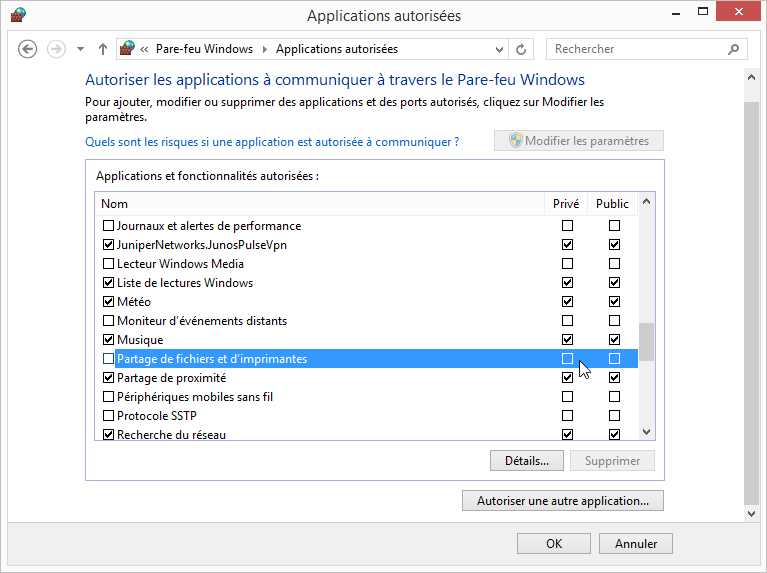 Applications autorisées
« Pare-feu Windows Applications autorisées
Rechercher
Autoriser les applications à communiquer à travers le Pare-feu Windows
Pour ajouter, modifier ou supprimer des applications et des ports autorisés, cliquez sur Modifier les
paramètres.
Quels sont les risques si une application est autorisée à communiquer ?
Modifier les paramètres
Applications et fonctionnalités autorisées :
Nom Privé Public
Journaux et alertes de performance
JuniperNetworks.JunosPulseVpn
Lecteur Windows Media
Liste de lectures Windows
Météo
Moniteur d'événements distants
Musique
Partage de fichiers et d'imprimantes
Partage de proximité
Périphériques mobiles sans fil
Protocole SSTP
Recherche du réseau
Détails... Supprimer
Autoriser une autre application...
OK Annuler